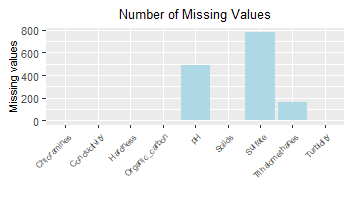 Number of Missing Values
Missing values
800
600
400
200
0
Chloramines
Conductivity
Hardness
Organic_carbon
pH
Solids
Sulfate
Trihalomethanes
Turbidity